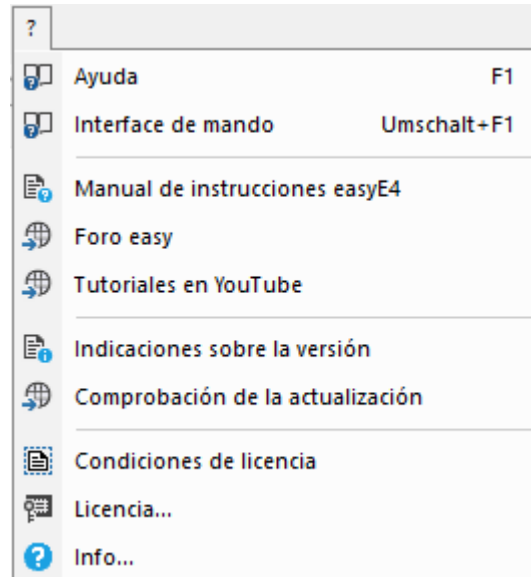 ?
Ayuda F1
Interface de mando Umschalt+F1
Manual de instrucciones easyE4
Foro easy
Tutoriales en YouTube
Indicaciones sobre la versión
Comprobación de la actualización
Condiciones de licencia
Licencia...
Info...